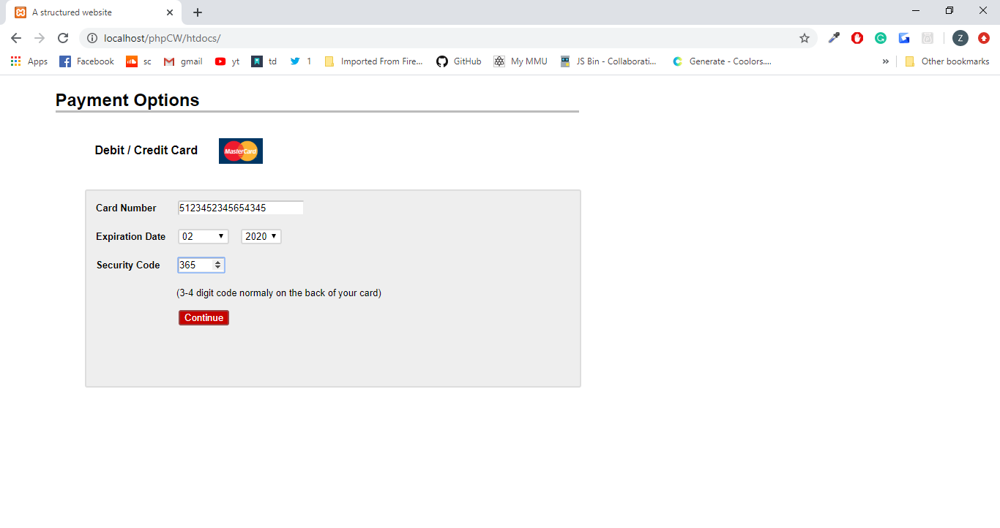 A structured website
localhost/phpCW/htdocs/
Z
Apps Facebook sc gmail yt td 1 Imported From Fire... GitHub My MMU JS Bin - Collaborati... Generate - Coolors.... » Other bookmarks
Payment Options
Debit / Credit Card MasterCard
Card Number 5123452345654345
Expiration Date 02 2020
Security Code 365
(3-4 digit code normaly on the back of your card)
Continue